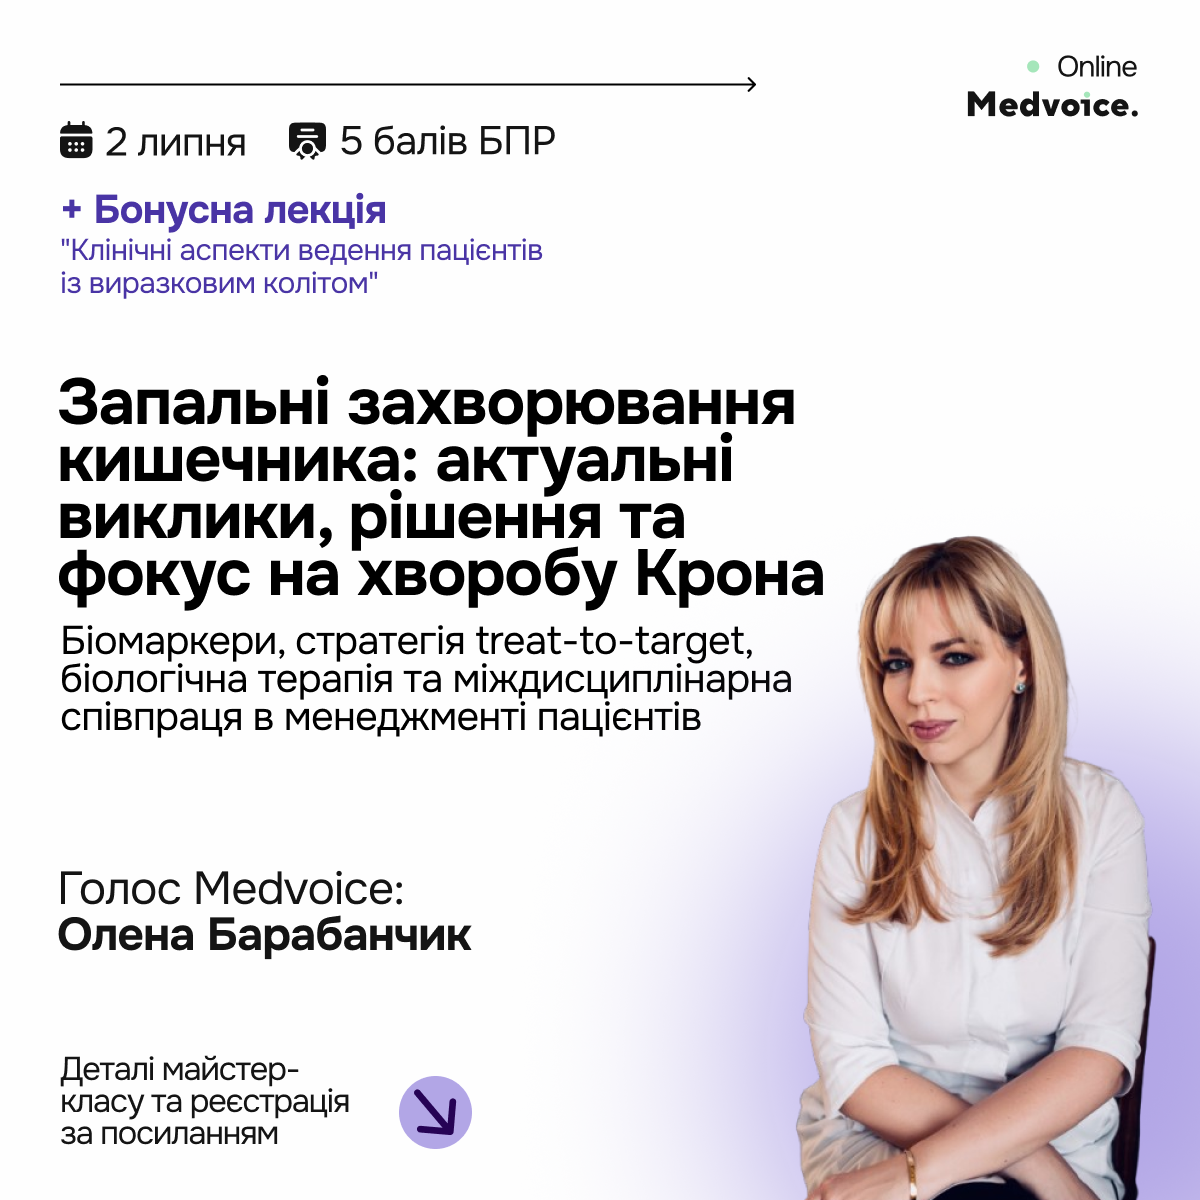 Online
Medvoice.
2 липня
5 балів БПР
+ Бонусна лекція
"Клінічні аспекти ведення пацієнтів
із виразковим колітом"
Запальні захворювання
кишечника: актуальні
виклики, рішення та
фокус на хворобу Крона
Біомаркери, стратегія treat-to-target,
біологічна терапія та міждисциплінарна
співпраця в менеджменті пацієнтів
Голос Medvoice:
Олена Барабанчик
Деталі майстер-
класу та реєстрація
за посиланням